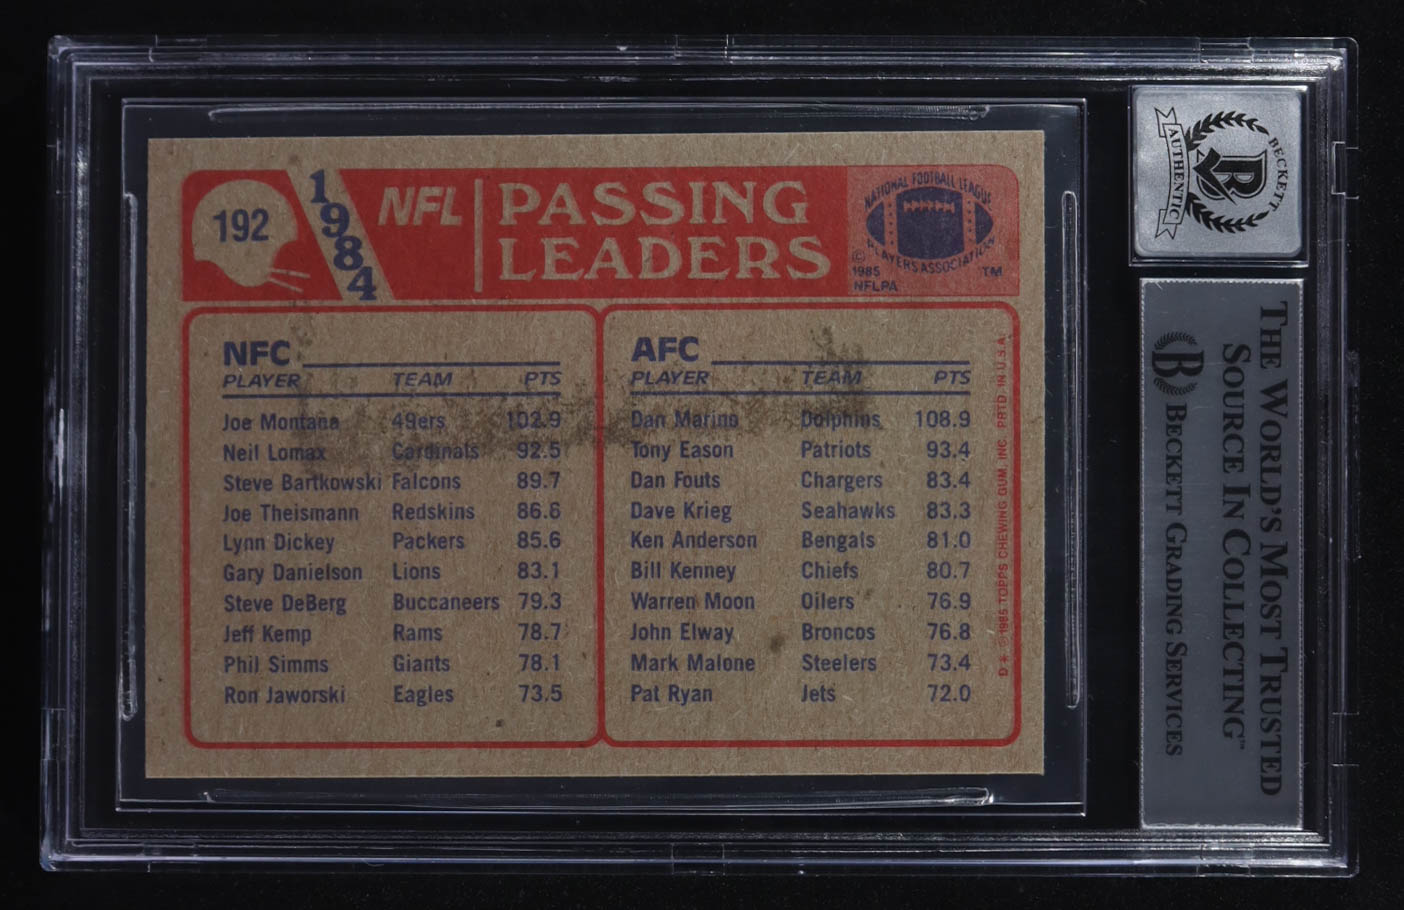 192
1984
NFL
PASSING
LEADERS
NATIONAL FOOTBALL LEAGUE
PLAYERS ASSOCIATION
©
1985
NFLPA
TM
NFC
PLAYER TEAM PTS
Joe Montana 49ers 102.9
Neil Lomax Cardinals 92.5
Steve Bartkowski Falcons 89.7
Joe Theismann Redskins 86.6
Lynn Dickey Packers 85.6
Gary Danielson Lions 83.1
Steve DeBerg Buccaneers 79.3
Jeff Kemp Rams 78.7
Phil Simms Giants 78.1
Ron Jaworski Eagles 73.5
AFC
PLAYER TEAM PTS
Dan Marino Dolphins 108.9
Tony Eason Patriots 93.4
Dan Fouts Chargers 83.4
Dave Krieg Seahawks 83.3
Ken Anderson Bengals 81.0
Bill Kenney Chiefs 80.7
Warren Moon Oilers 76.9
John Elway Broncos 76.8
Mark Malone Steelers 73.4
Pat Ryan Jets 72.0
D* © 1985 TOPPS CHEWING GUM, INC. PRTD. IN U.S.A.
BECKETT
B
AUTHENTIC
THE WORLD'S MOST TRUSTED
SOURCE IN COLLECTING™
B BECKETT GRADING SERVICES